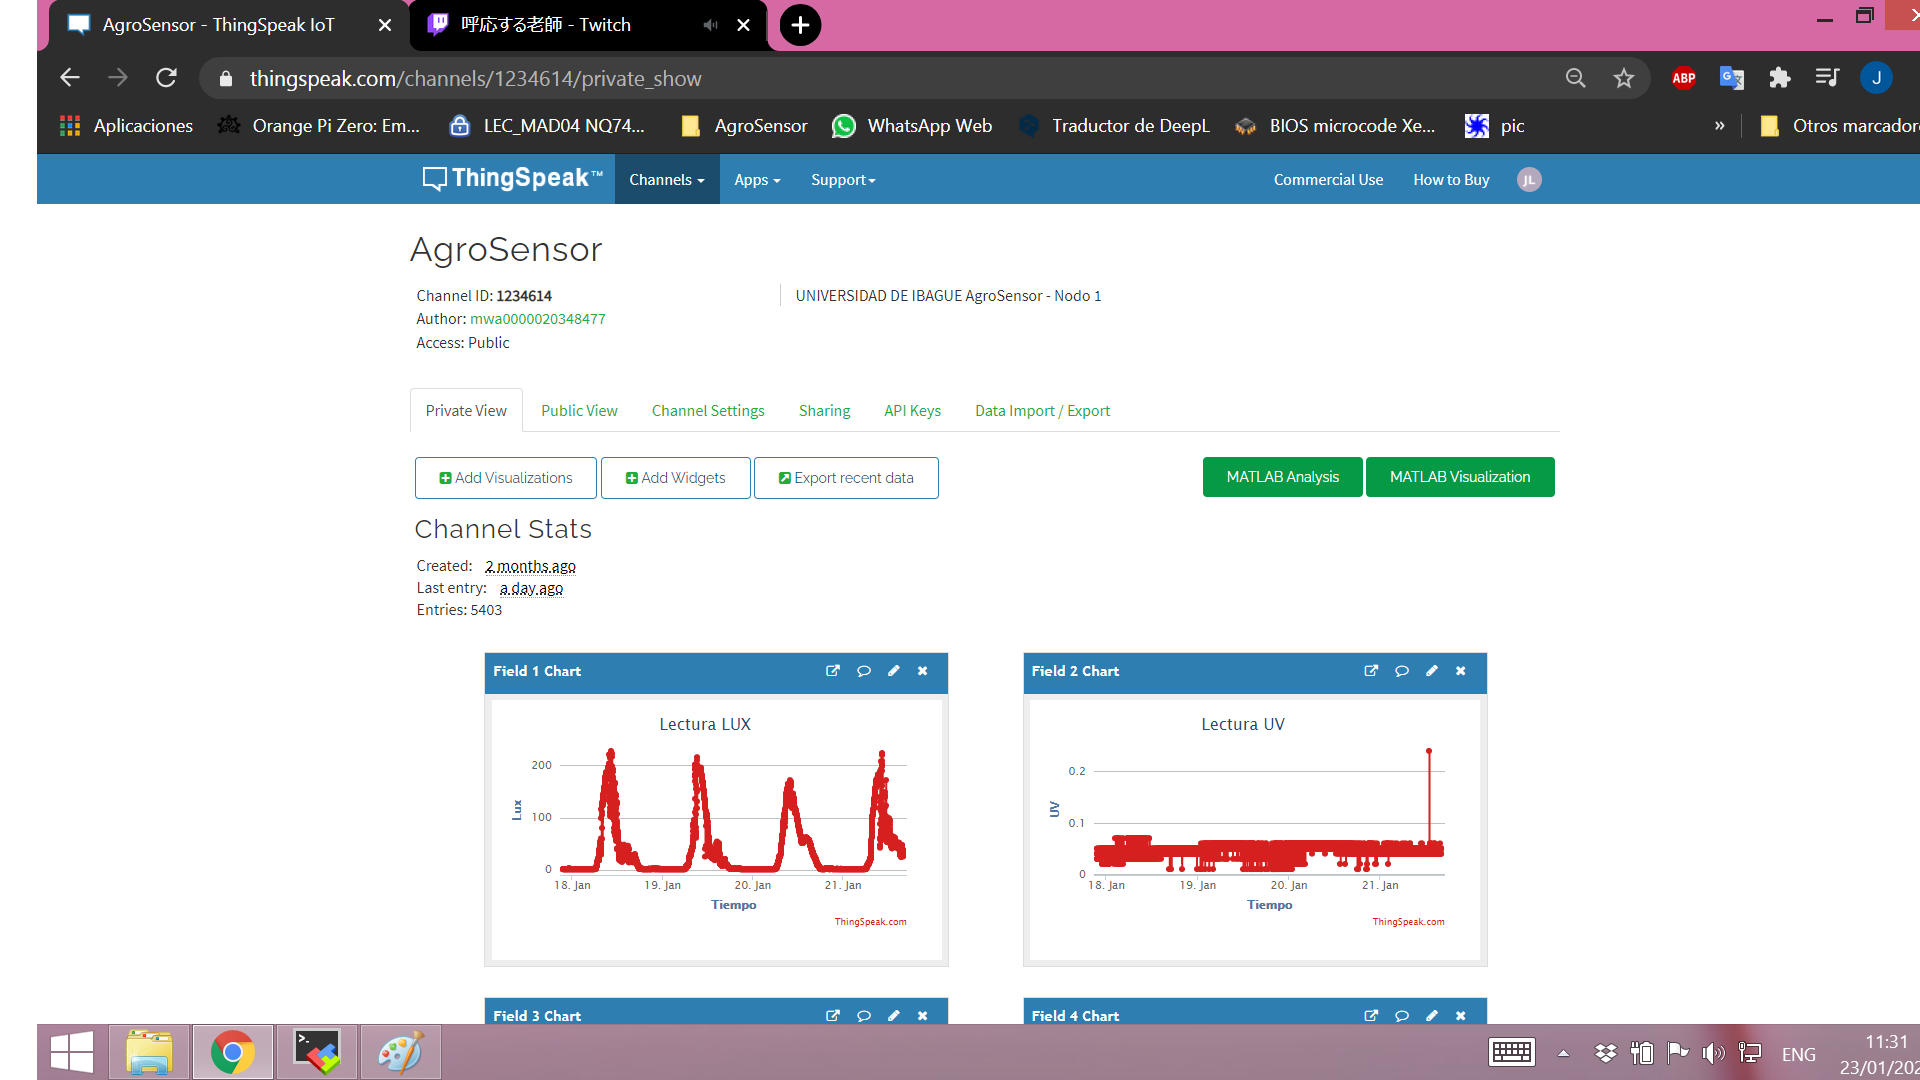 AgroSensor - ThingSpeak IoT
呼応する老師 - Twitch
thingspeak.com/channels/1234614/private_show
ABP
J
Aplicaciones
Orange Pi Zero: Em...
LEC_MAD04 NQ74...
AgroSensor
WhatsApp Web
Traductor de DeepL
BIOS microcode Xe...
pic
»
Otros marcador
ThingSpeak™
Channels
Apps
Support
Commercial Use
How to Buy
JL
AgroSensor
Channel ID: 1234614
UNIVERSIDAD DE IBAGUE AgroSensor - Nodo 1
Author: mwa0000020348477
Access: Public
Private View
Public View
Channel Settings
Sharing
API Keys
Data Import / Export
Add Visualizations
Add Widgets
Export recent data
MATLAB Analysis
MATLAB Visualization
Channel Stats
Created: 2 months ago
Last entry: a day ago
Entries: 5403
Field 1 Chart
Lectura LUX
Lux
200
100
0
18. Jan
19. Jan
20. Jan
21. Jan
Tiempo
ThingSpeak.com
Field 2 Chart
Lectura UV
UV
0.2
0.1
0
18. Jan
19. Jan
20. Jan
21. Jan
Tiempo
ThingSpeak.com
Field 3 Chart
Field 4 Chart
ENG
11:31
23/01/202